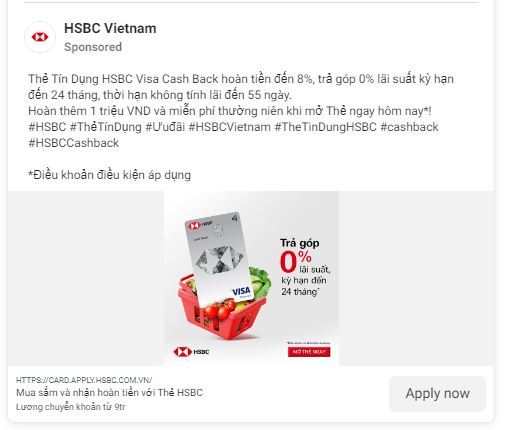 HSBC Vietnam
Sponsored
Thẻ Tín Dụng HSBC Visa Cash Back hoàn tiền đến 8%, trả góp 0% lãi suất kỳ hạn
đến 24 tháng, thời hạn không tính lãi đến 55 ngày.
Hoàn thêm 1 triệu VND và miễn phí thường niên khi mở Thẻ ngay hôm nay*!
#HSBC #ThẻTínDụng #Ưuđãi #HSBCVietnam #TheTinDungHSBC #cashback
#HSBCCashback
*Điều khoản điều kiện áp dụng
HSBC
VISA
Trả góp
0%
lãi suất,
kỳ hạn đến
24 tháng*
HSBC
MỞ THẺ NGAY
HTTPS://CARD.APPLY.HSBC.COM.VN/
Mua sắm và nhận hoàn tiền với Thẻ HSBC
Lương chuyển khoản từ 9tr
Apply now